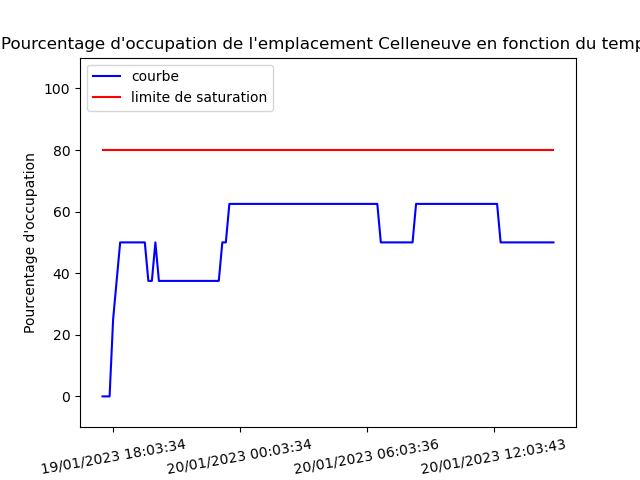 Pourcentage d'occupation de l'emplacement Celleneuve en fonction du temp
courbe
limite de saturation
100
80
60
40
20
0
Pourcentage d'occupation
19/01/2023 18:03:34
20/01/2023 00:03:34
20/01/2023 06:03:36
20/01/2023 12:03:43